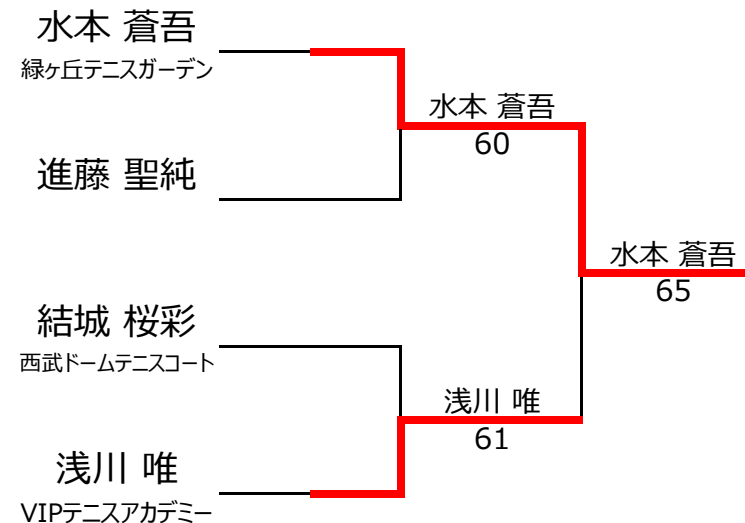 水本 蒼吾
緑ヶ丘テニスガーデン
進藤 聖純
結城 桜彩
西武ドームテニスコート
浅川 唯
VIPテニスアカデミー
水本 蒼吾
60
浅川 唯
61
水本 蒼吾
65